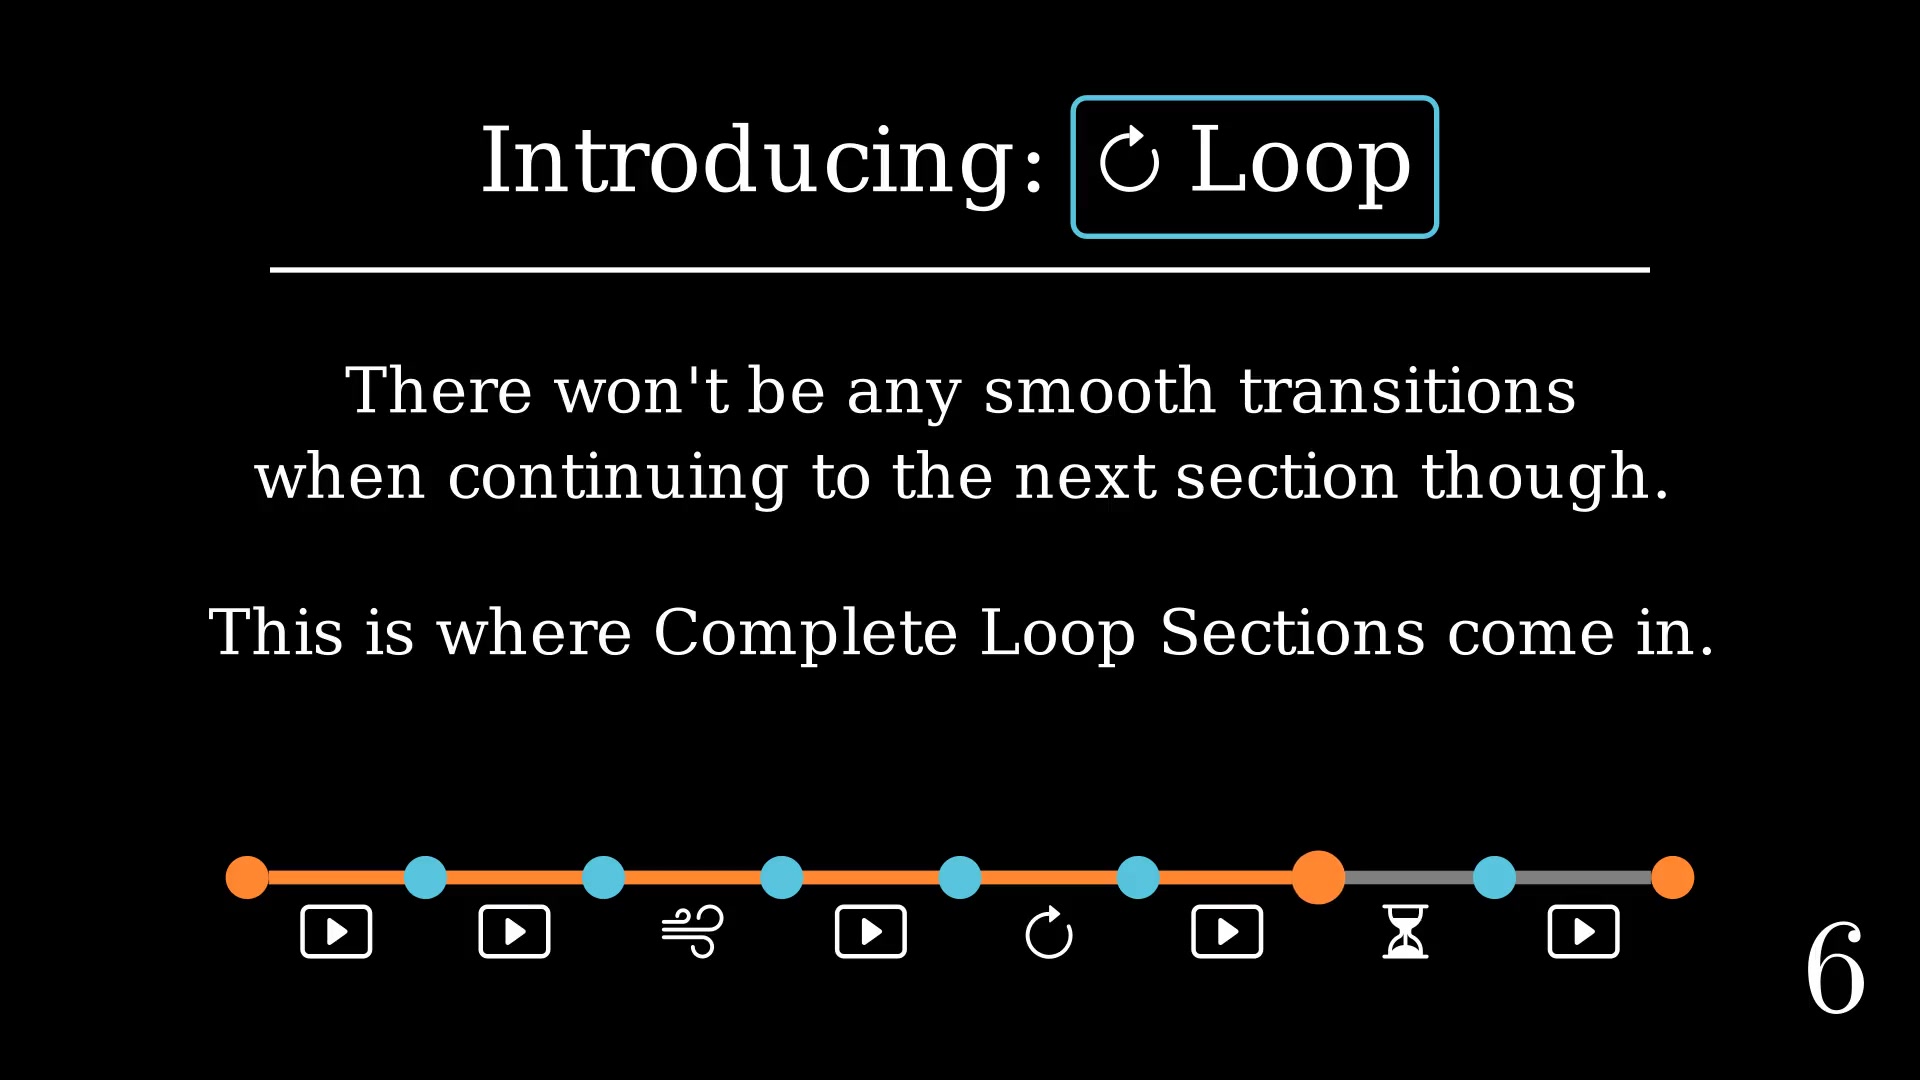 Introducing: Loop
There won't be any smooth transitions
when continuing to the next section though.
This is where Complete Loop Sections come in.
6